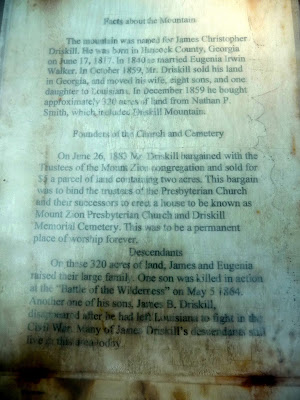 Facts about the Mountain
The mountain was named for James Christopher
Driskill. He was born in Hancock County, Georgia
on June 17, 1817. In 1840 he married Eugenia Irwin
Walker. In October 1859, Mr. Driskill sold his land
in Georgia, and moved his wife, eight sons, and one
daughter to Louisiana. In December 1859 he bought
approximately 320 acres of land from Nathan P.
Smith, which includes Driskill Mountain.
Founders of the Church and Cemetery
On June 26, 1883 Mr. Driskill bargained with the
Trustees of the Mount Zion congregation and sold for
a parcel of land containing two acres. This bargain
was to bind the trustees of the Presbyterian Church
and their successors to erect a house to be known as
Mount Zion Presbyterian Church and Driskill
Memorial Cemetery. This was to be a permanent
place of worship forever.
Descendants
On these 320 acres of land, James and Eugenia
raised their large family. One son was killed in action
at the "Battle of the Wilderness" on May 5 1864.
Another one of his sons, James B. Driskill,
disappeared after he had left Louisiana to fight in the
Civil War. Many of James Driskill's descendants still
live in this area today.